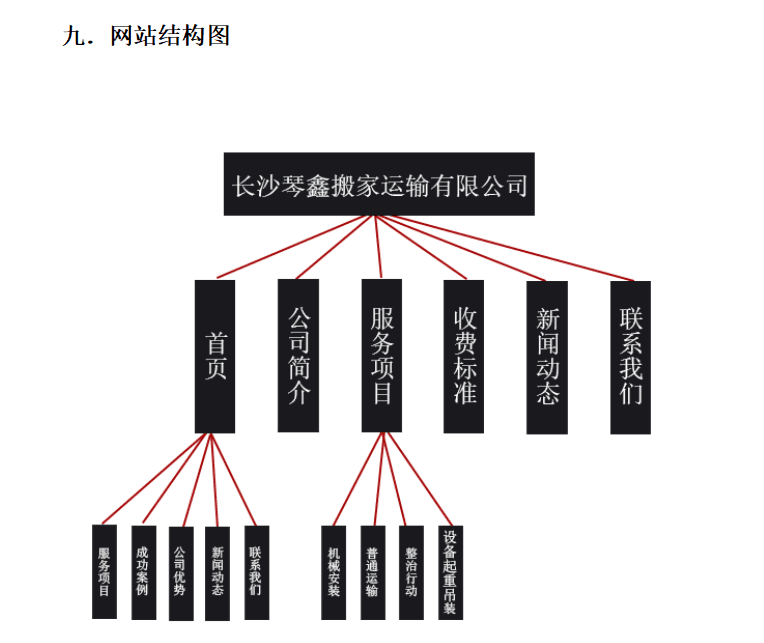 九．网站结构图
长沙琴鑫搬家运输有限公司
首页
公司简介
服务项目
收费标准
新闻动态
联系我们
服务项目
成功案例
公司优势
新闻动态
联系我们
机械安装
普通运输
整治行动
设备起重吊装